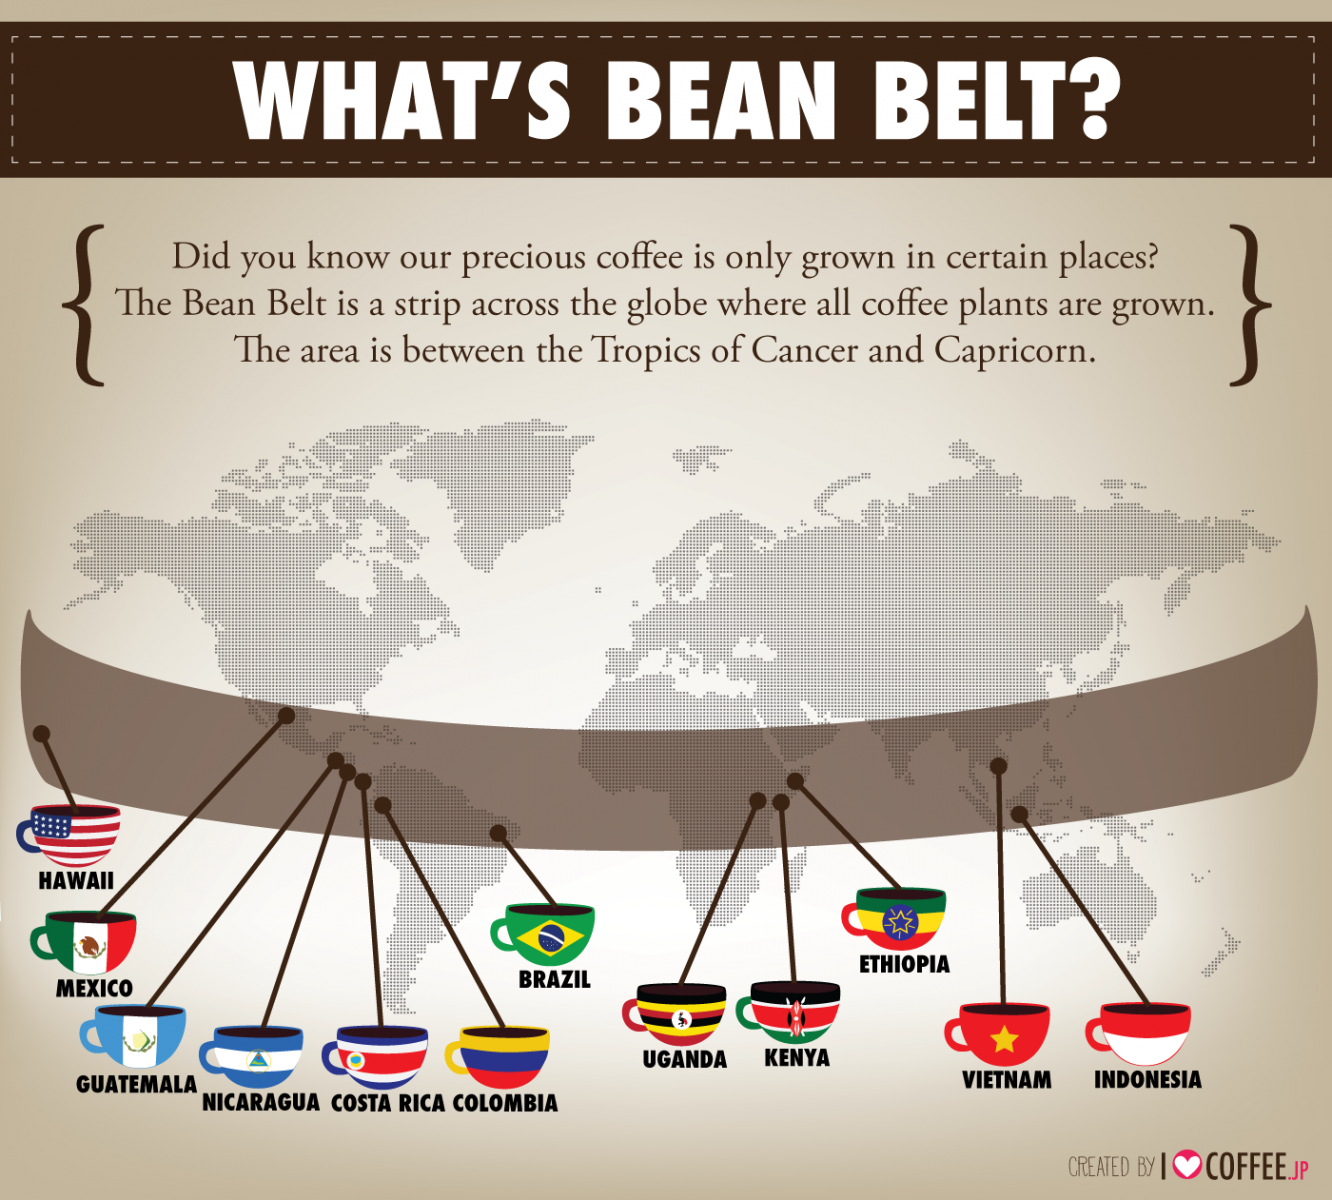 WHAT'S BEAN BELT?
Did you know our precious coffee is only grown in certain places?
The Bean Belt is a strip across the globe where all coffee plants are grown.
The area is between the Tropics of Cancer and Capricorn.
HAWAII
MEXICO
GUATEMALA
NICARAGUA
COSTA RICA
COLOMBIA
BRAZIL
UGANDA
KENYA
ETHIOPIA
VIETNAM
INDONESIA
CREATED BY I COFFEE.JP